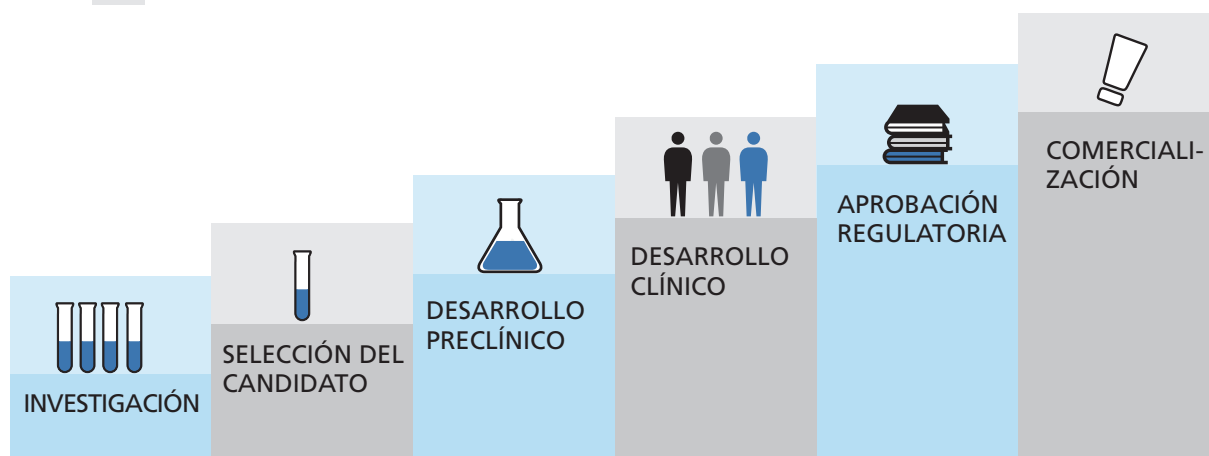 INVESTIGACIÓN
SELECCIÓN DEL
CANDIDATO
DESARROLLO
PRECLÍNICO
DESARROLLO
CLÍNICO
APROBACIÓN
REGULATORIA
COMERCIALI-
ZACIÓN